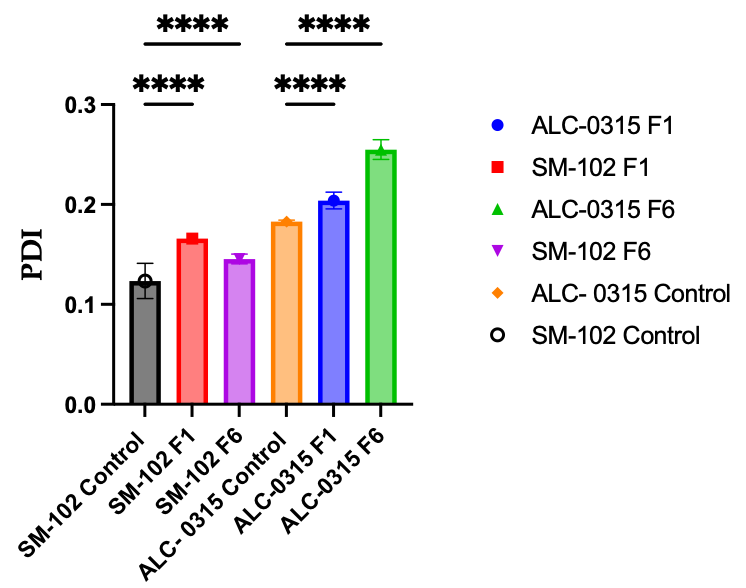 **** ****
**** ****
PDI
0.3
0.2
0.1
0.0
SM-102 Control
SM-102 F1
SM-102 F6
ALC- 0315 Control
ALC-0315 F1
ALC-0315 F6
ALC-0315 F1
SM-102 F1
ALC-0315 F6
SM-102 F6
ALC- 0315 Control
SM-102 Control